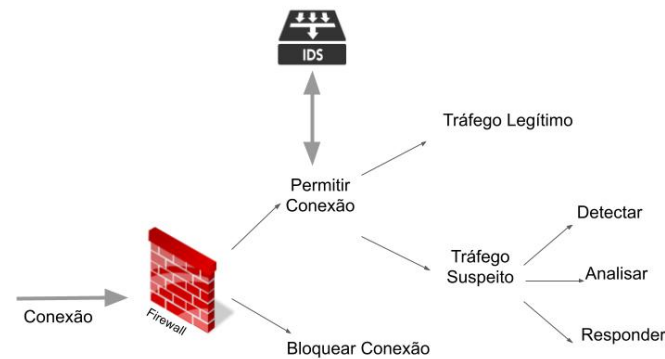 IDS
Tráfego Legítimo
Permitir
Conexão
Detectar
Tráfego
Suspeito
Analisar
Conexão
Firewall
Responder
Bloquear Conexão